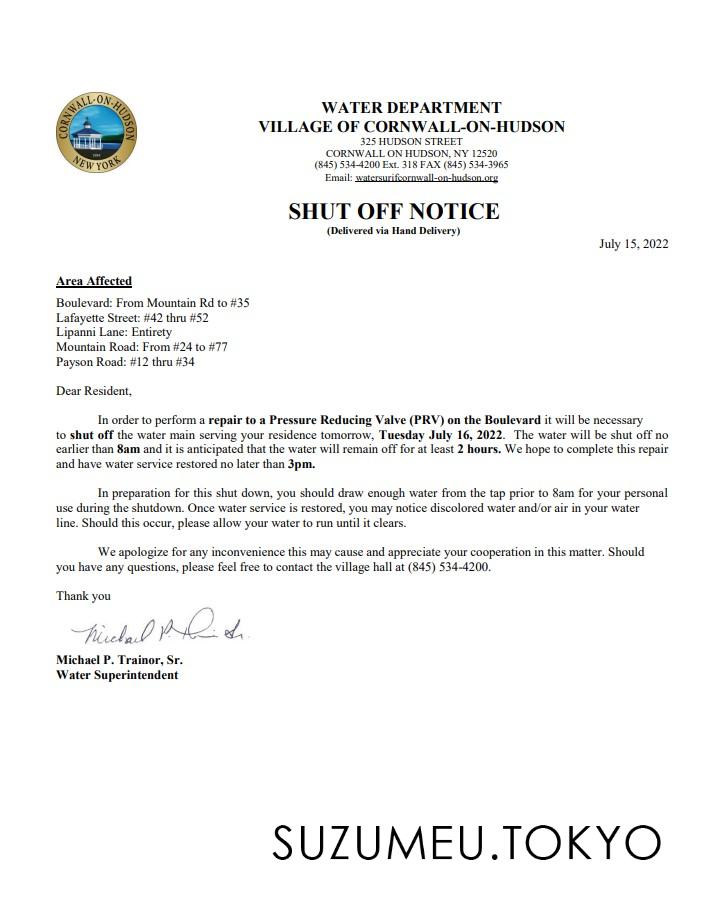 CORNWALL-ON-HUDSON
NEW YORK
WATER DEPARTMENT
VILLAGE OF CORNWALL-ON-HUDSON
325 HUDSON STREET
CORNWALL ON HUDSON, NY 12520
(845) 534-4200 Ext. 318 FAX (845) 534-3965
Email: watersurifcornwall-on-hudson.org
SHUT OFF NOTICE
(Delivered via Hand Delivery)
July 15, 2022
Area Affected
Boulevard: From Mountain Rd to #35
Lafayette Street: #42 thru #52
Lipanni Lane: Entirety
Mountain Road: From #24 to #77
Payson Road: #12 thru #34
Dear Resident,
In order to perform a repair to a Pressure Reducing Valve (PRV) on the Boulevard it will be necessary
to shut off the water main serving your residence tomorrow, Tuesday July 16, 2022. The water will be shut off no
earlier than 8am and it is anticipated that the water will remain off for at least 2 hours. We hope to complete this repair
and have water service restored no later than 3pm.
In preparation for this shut down, you should draw enough water from the tap prior to 8am for your personal
use during the shutdown. Once water service is restored, you may notice discolored water and/or air in your water
line. Should this occur, please allow your water to run until it clears.
We apologize for any inconvenience this may cause and appreciate your cooperation in this matter. Should
you have any questions, please feel free to contact the village hall at (845) 534-4200.
Thank you
Michael P. Trainor, Sr.
Water Superintendent
SUZUMEU.TOKYO